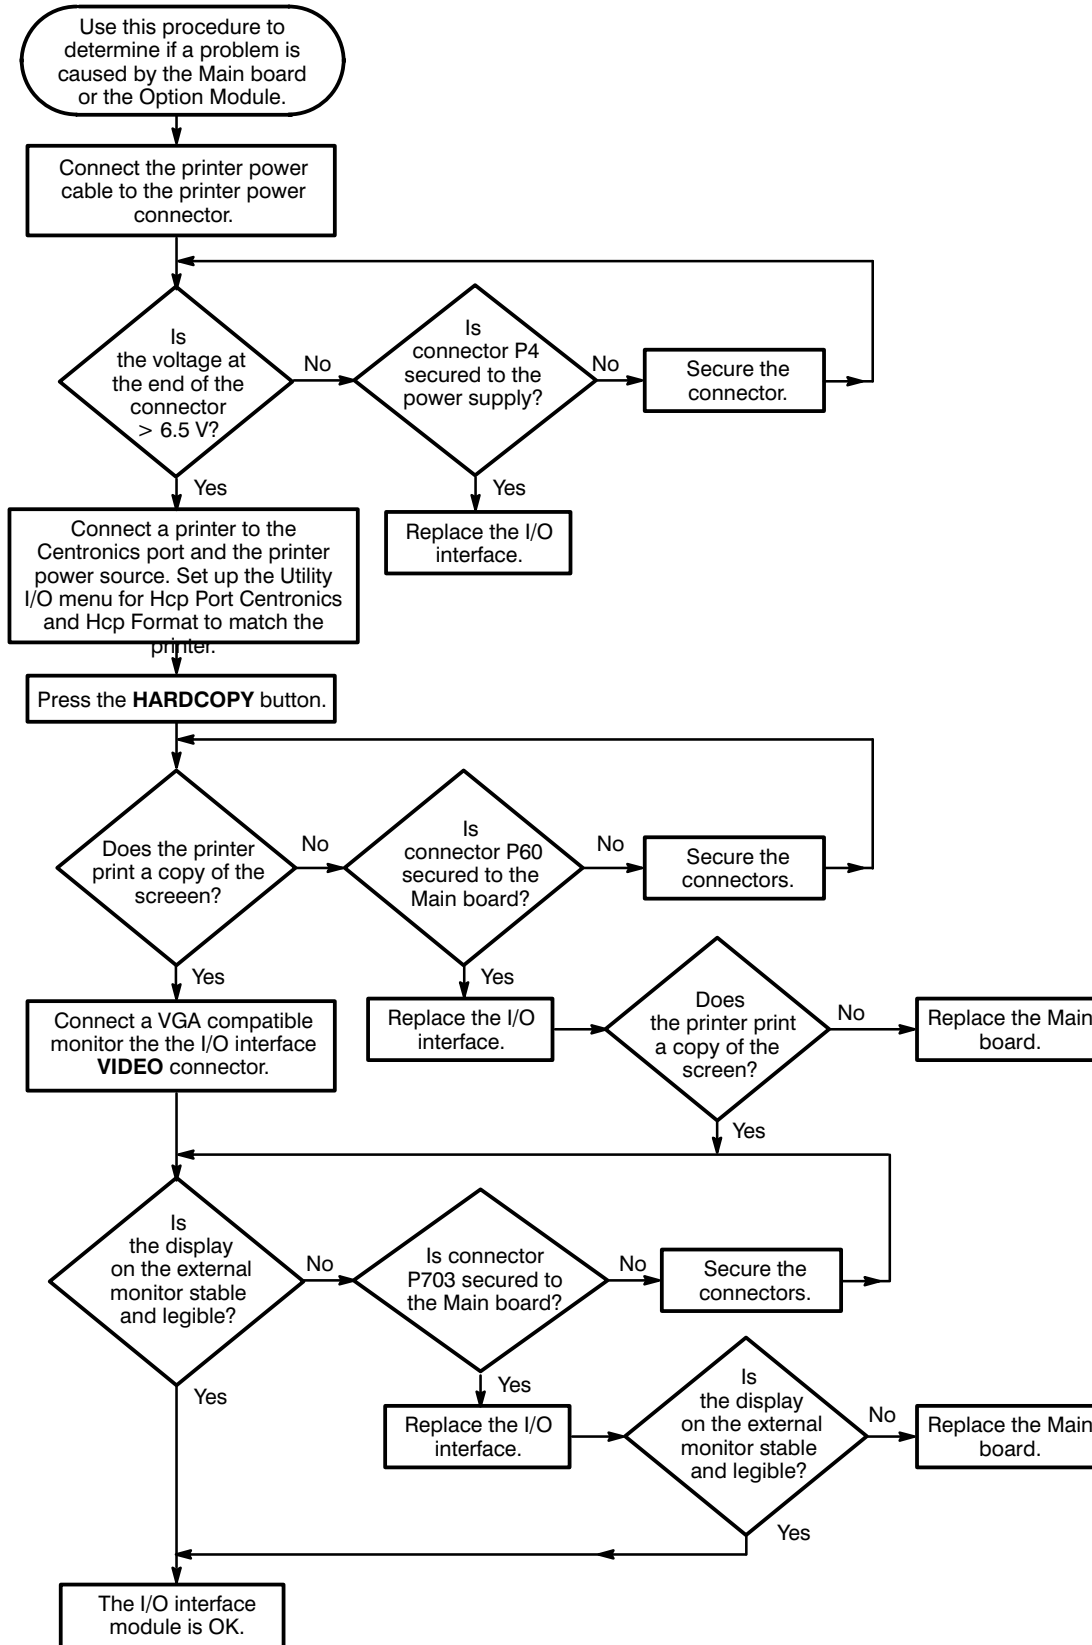 Use this procedure to
determine if a problem is
caused by the Main board
or the Option Module.
Connect the printer power
cable to the printer power
connector.
Is
the voltage at
the end of the
connector
> 6.5 V?
No
Is
connector P4
secured to the
power supply?
No
Secure the
connector.
Yes
Yes
Connect a printer to the
Centronics port and the printer
power source. Set up the Utility
I/O menu for Hcp Port Centronics
and Hcp Format to match the
printer.
Replace the I/O
interface.
Press the HARDCOPY button.
Does the printer
print a copy of the
screeen?
No
Is
connector P60
secured to the
Main board?
No
Secure the
connectors.
Yes
Yes
Connect a VGA compatible
monitor the the I/O interface
VIDEO connector.
Replace the I/O
interface.
Does
the printer print
a copy of the
screen?
No
Replace the Main
board.
Yes
Is
the display
on the external
monitor stable
and legible?
No
Is connector
P703 secured to
the Main board?
No
Secure the
connectors.
Yes
Yes
Replace the I/O
interface.
Is
the display
on the external
monitor stable
and legible?
No
Replace the Main
board.
Yes
The I/O interface
module is OK.